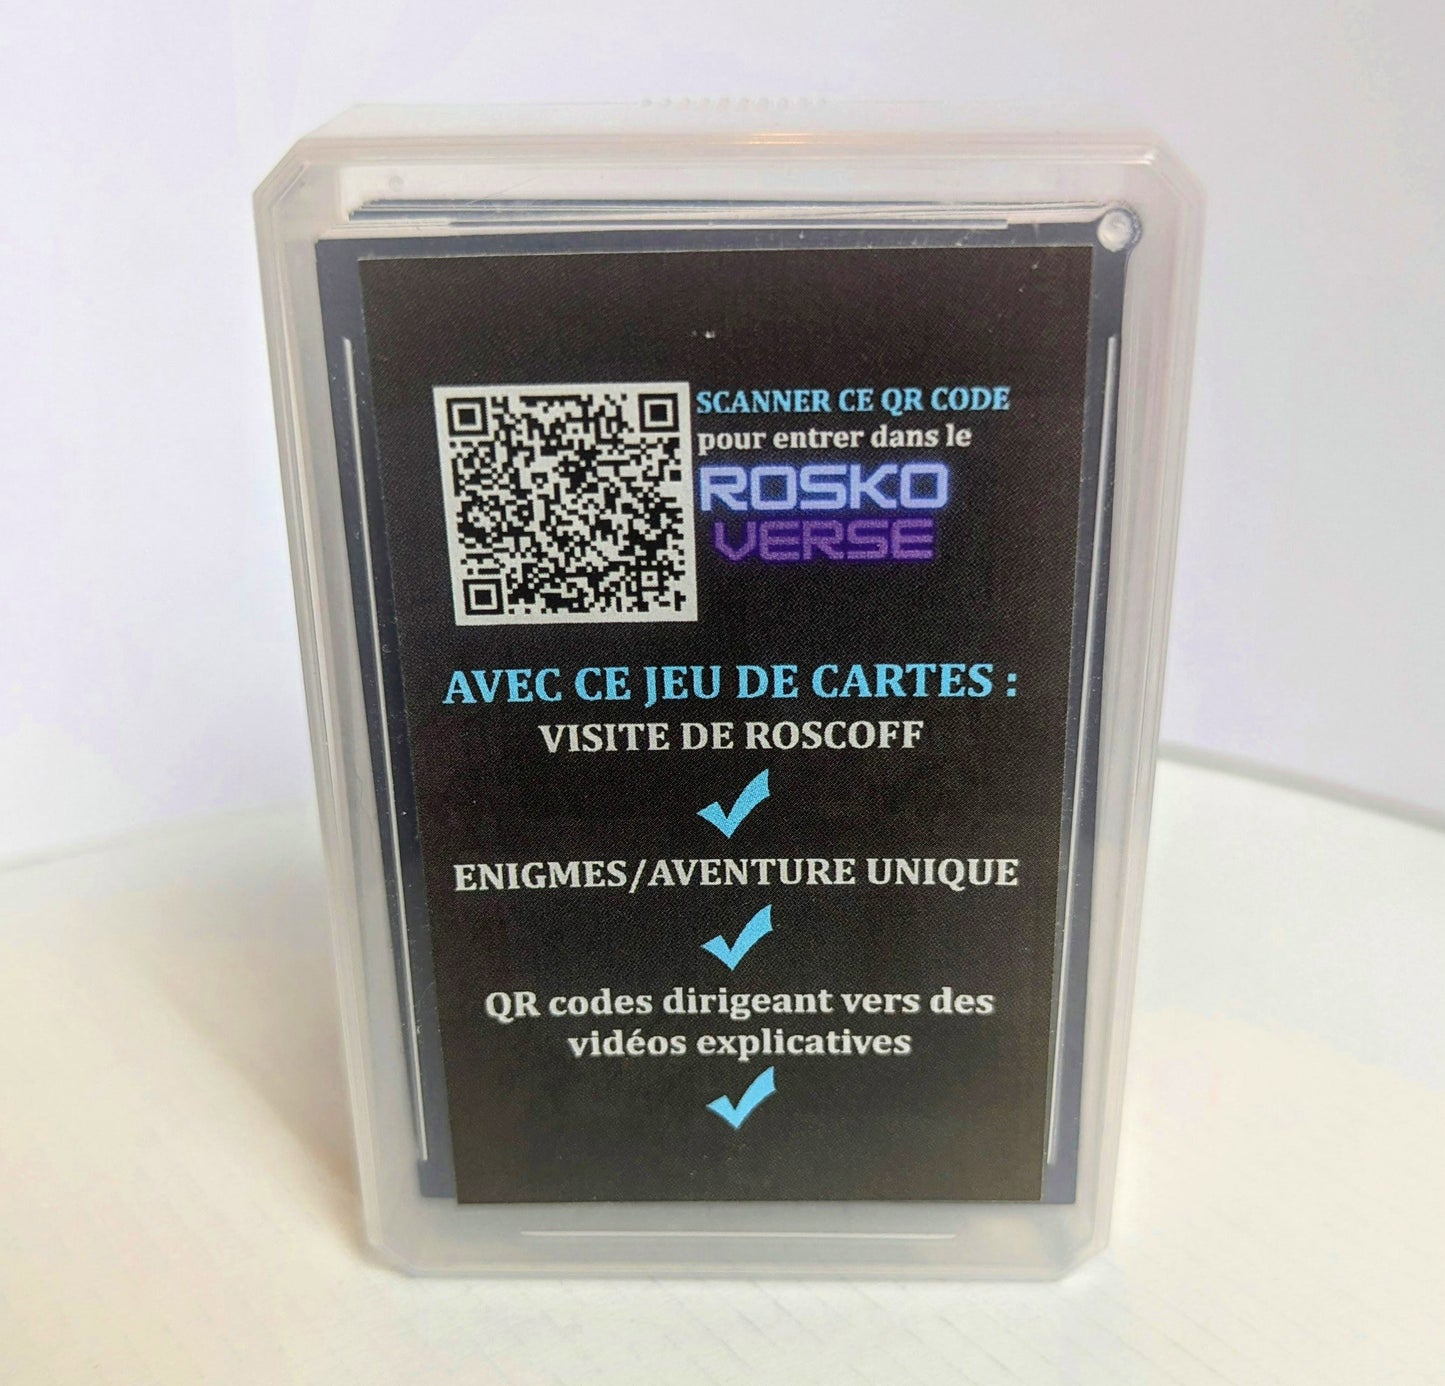 SCANNER CE QR CODE
pour entrer dans le
ROSKO
VERSE
AVEC CE JEU DE CARTES :
VISITE DE ROSCOFF
ENIGMES/AVENTURE UNIQUE
QR codes dirigeant vers des
vidéos explicatives